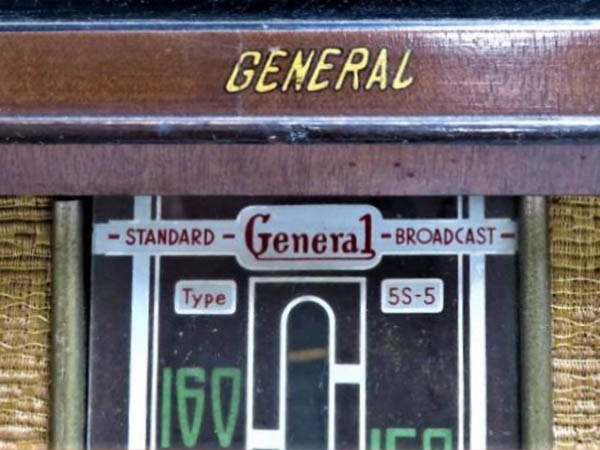 GENERAL
- STANDARD - General - BROADCAST -
Type 5S-5
160